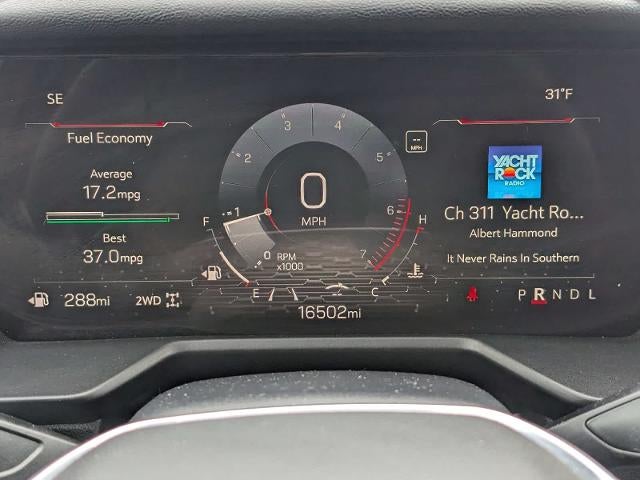 SE
31°F
Fuel Economy
Average
17.2mpg
Best
37.0mpg
288mi
2WD
1
2
3
4
5
6
7
0
MPH
0 RPM
x1000
F
E
H
C
--
MPH
16502mi
YACHT
ROCK
RADIO
Ch 311 Yacht Ro...
Albert Hammond
It Never Rains In Southern
P R N D L